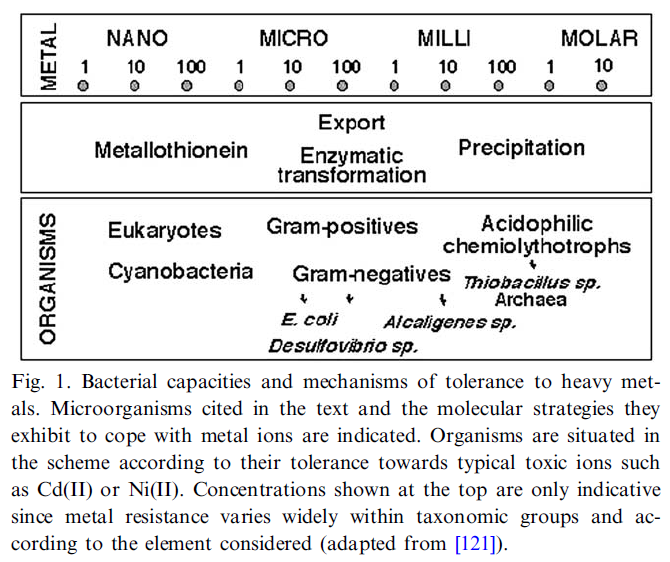 METAL
NANO MICRO MILLI MOLAR
1 10 100 1 10 100 1 10 100 1 10
Export
Metallothionein Enzymatic transformation Precipitation
ORGANISMS
Eukaryotes Gram-positives Acidophilic chemiolythotrophs
Cyanobacteria Gram-negatives Thiobacillus sp.
Archaea
E. coli Alcaligenes sp.
Desulfovibrio sp.
Fig. 1. Bacterial capacities and mechanisms of tolerance to heavy met-
als. Microorganisms cited in the text and the molecular strategies they
exhibit to cope with metal ions are indicated. Organisms are situated in
the scheme according to their tolerance towards typical toxic ions such
as Cd(II) or Ni(II). Concentrations shown at the top are only indicative
since metal resistance varies widely within taxonomic groups and ac-
cording to the element considered (adapted from [121]).